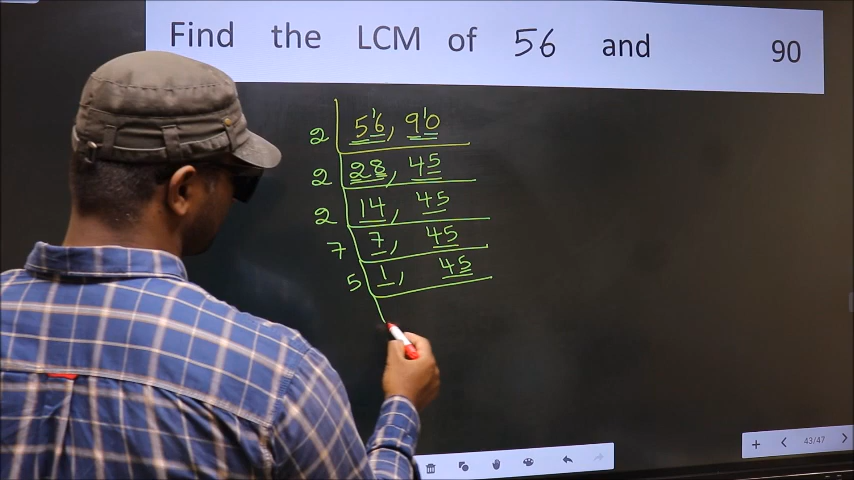 Find the LCM of 56 and 90
2 56, 90
2 28, 45
2 14, 45
7 7, 45
5 1, 45
43/47